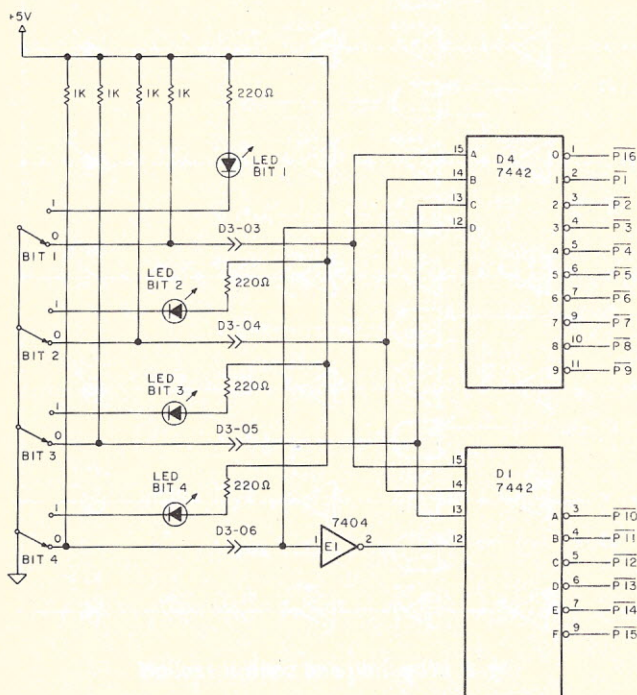 +5V
1K 1K 1K 1K 220Ω
LED
BIT 1
1
0
BIT 1
D3-03
LED
BIT 2
220Ω
1
0
BIT 2
D3-04
LED
BIT 3
220Ω
1
0
BIT 3
D3-05
LED
BIT 4
220Ω
1
0
BIT 4
D3-06
7404
1 E1 2
D4
7442
15 A 0 1 P16
14 B 1 2 P1
13 C 2 3 P2
12 D 3 4 P3
4 5 P4
5 6 P5
6 7 P6
7 9 P7
8 10 P8
9 11 P9
D1
7442
15
14
13
12
A 3 P10
B 4 P11
C 5 P12
D 6 P13
E 7 P14
F 9 P15